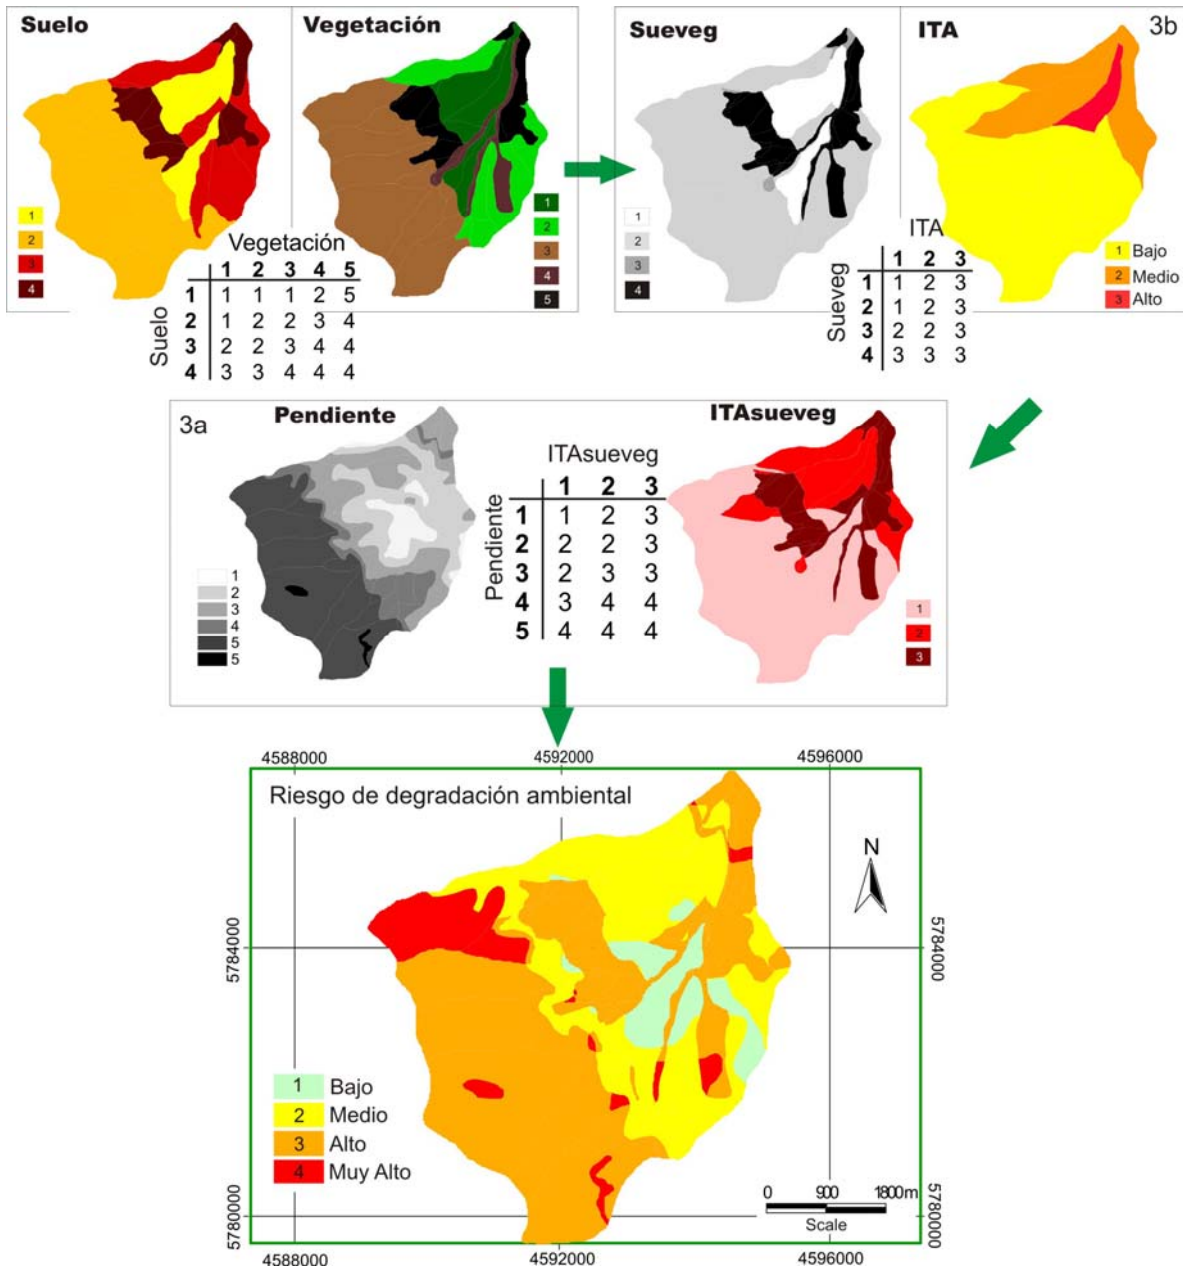 Suelo
Vegetación
1
2
3
4
1
2
3
4
5
Vegetación
1 2 3 4 5
Suelo
1 1 1 1 2 5
2 1 2 2 3 4
3 2 2 3 4 4
4 3 3 4 4 4
Sueveg
ITA
3b
1
2
3
4
1 Bajo
2 Medio
3 Alto
ITA
1 2 3
Sueveg
1 1 2 3
2 1 2 3
3 2 2 3
4 3 3 3
3a
Pendiente
ITAsueveg
1
2
3
4
5
5
ITAsueveg
1 2 3
Pendiente
1 1 2 3
2 2 2 3
3 2 3 3
4 3 4 4
5 4 4 4
1
2
3
4588000 4592000 4596000
Riesgo de degradación ambiental
N
5784000
5784000
1 Bajo
2 Medio
3 Alto
4 Muy Alto
0 900 1800m
Scale
5780000
5780000
4588000 4592000 4596000